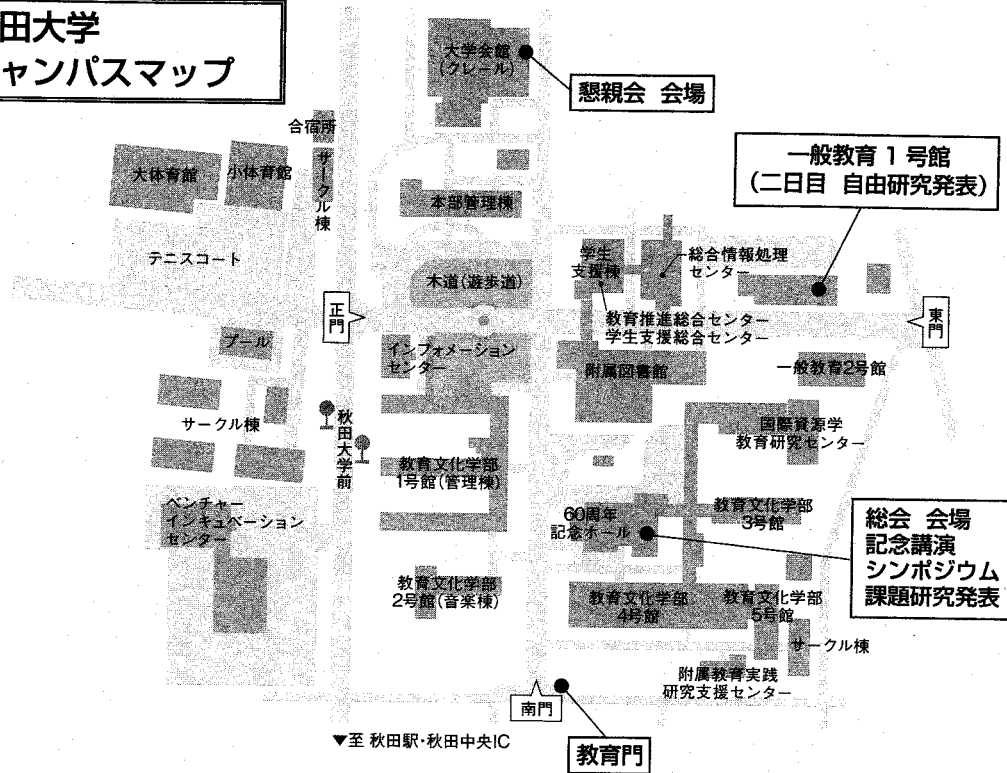 田大学
ャンパスマップ
大学会館
(クレール)
懇親会 会場
合宿所
大体育館
小体育館
サークル棟
一般教育 1 号館
(二日目 自由研究発表)
本部管理棟
テニスコート
学生
支援棟
総合情報処理
センター
木道(遊歩道)
正門
東門
教育推進総合センター
学生支援総合センター
プール
インフォメーション
センター
附属図書館
一般教育2号館
サークル棟
秋田大学前
国際資源学
教育研究センター
教育文化学部
1号館(管理棟)
ベンチャー
インキュベーション
センター
60周年
記念ホール
教育文化学部
3号館
総会 会場
記念講演
シンポジウム
課題研究発表
教育文化学部
2号館(音楽棟)
教育文化学部
4号館
教育文化学部
5号館
サークル棟
附属教育実践
研究支援センター
南門
▼至 秋田駅・秋田中央IC
教育門